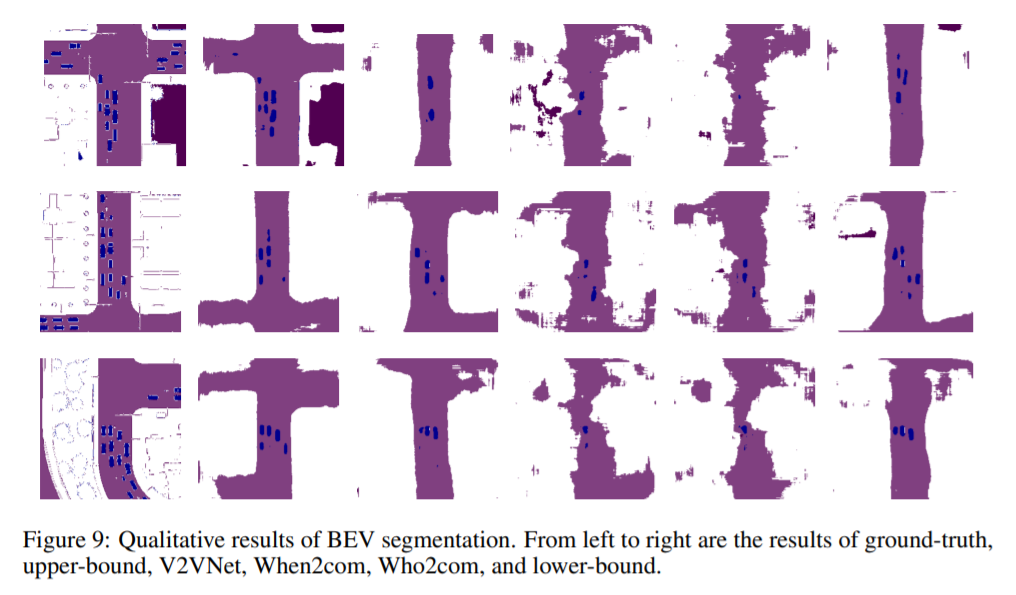 Figure 9: Qualitative results of BEV segmentation. From left to right are the results of ground-truth,
upper-bound, V2VNet, When2com, Who2com, and lower-bound.